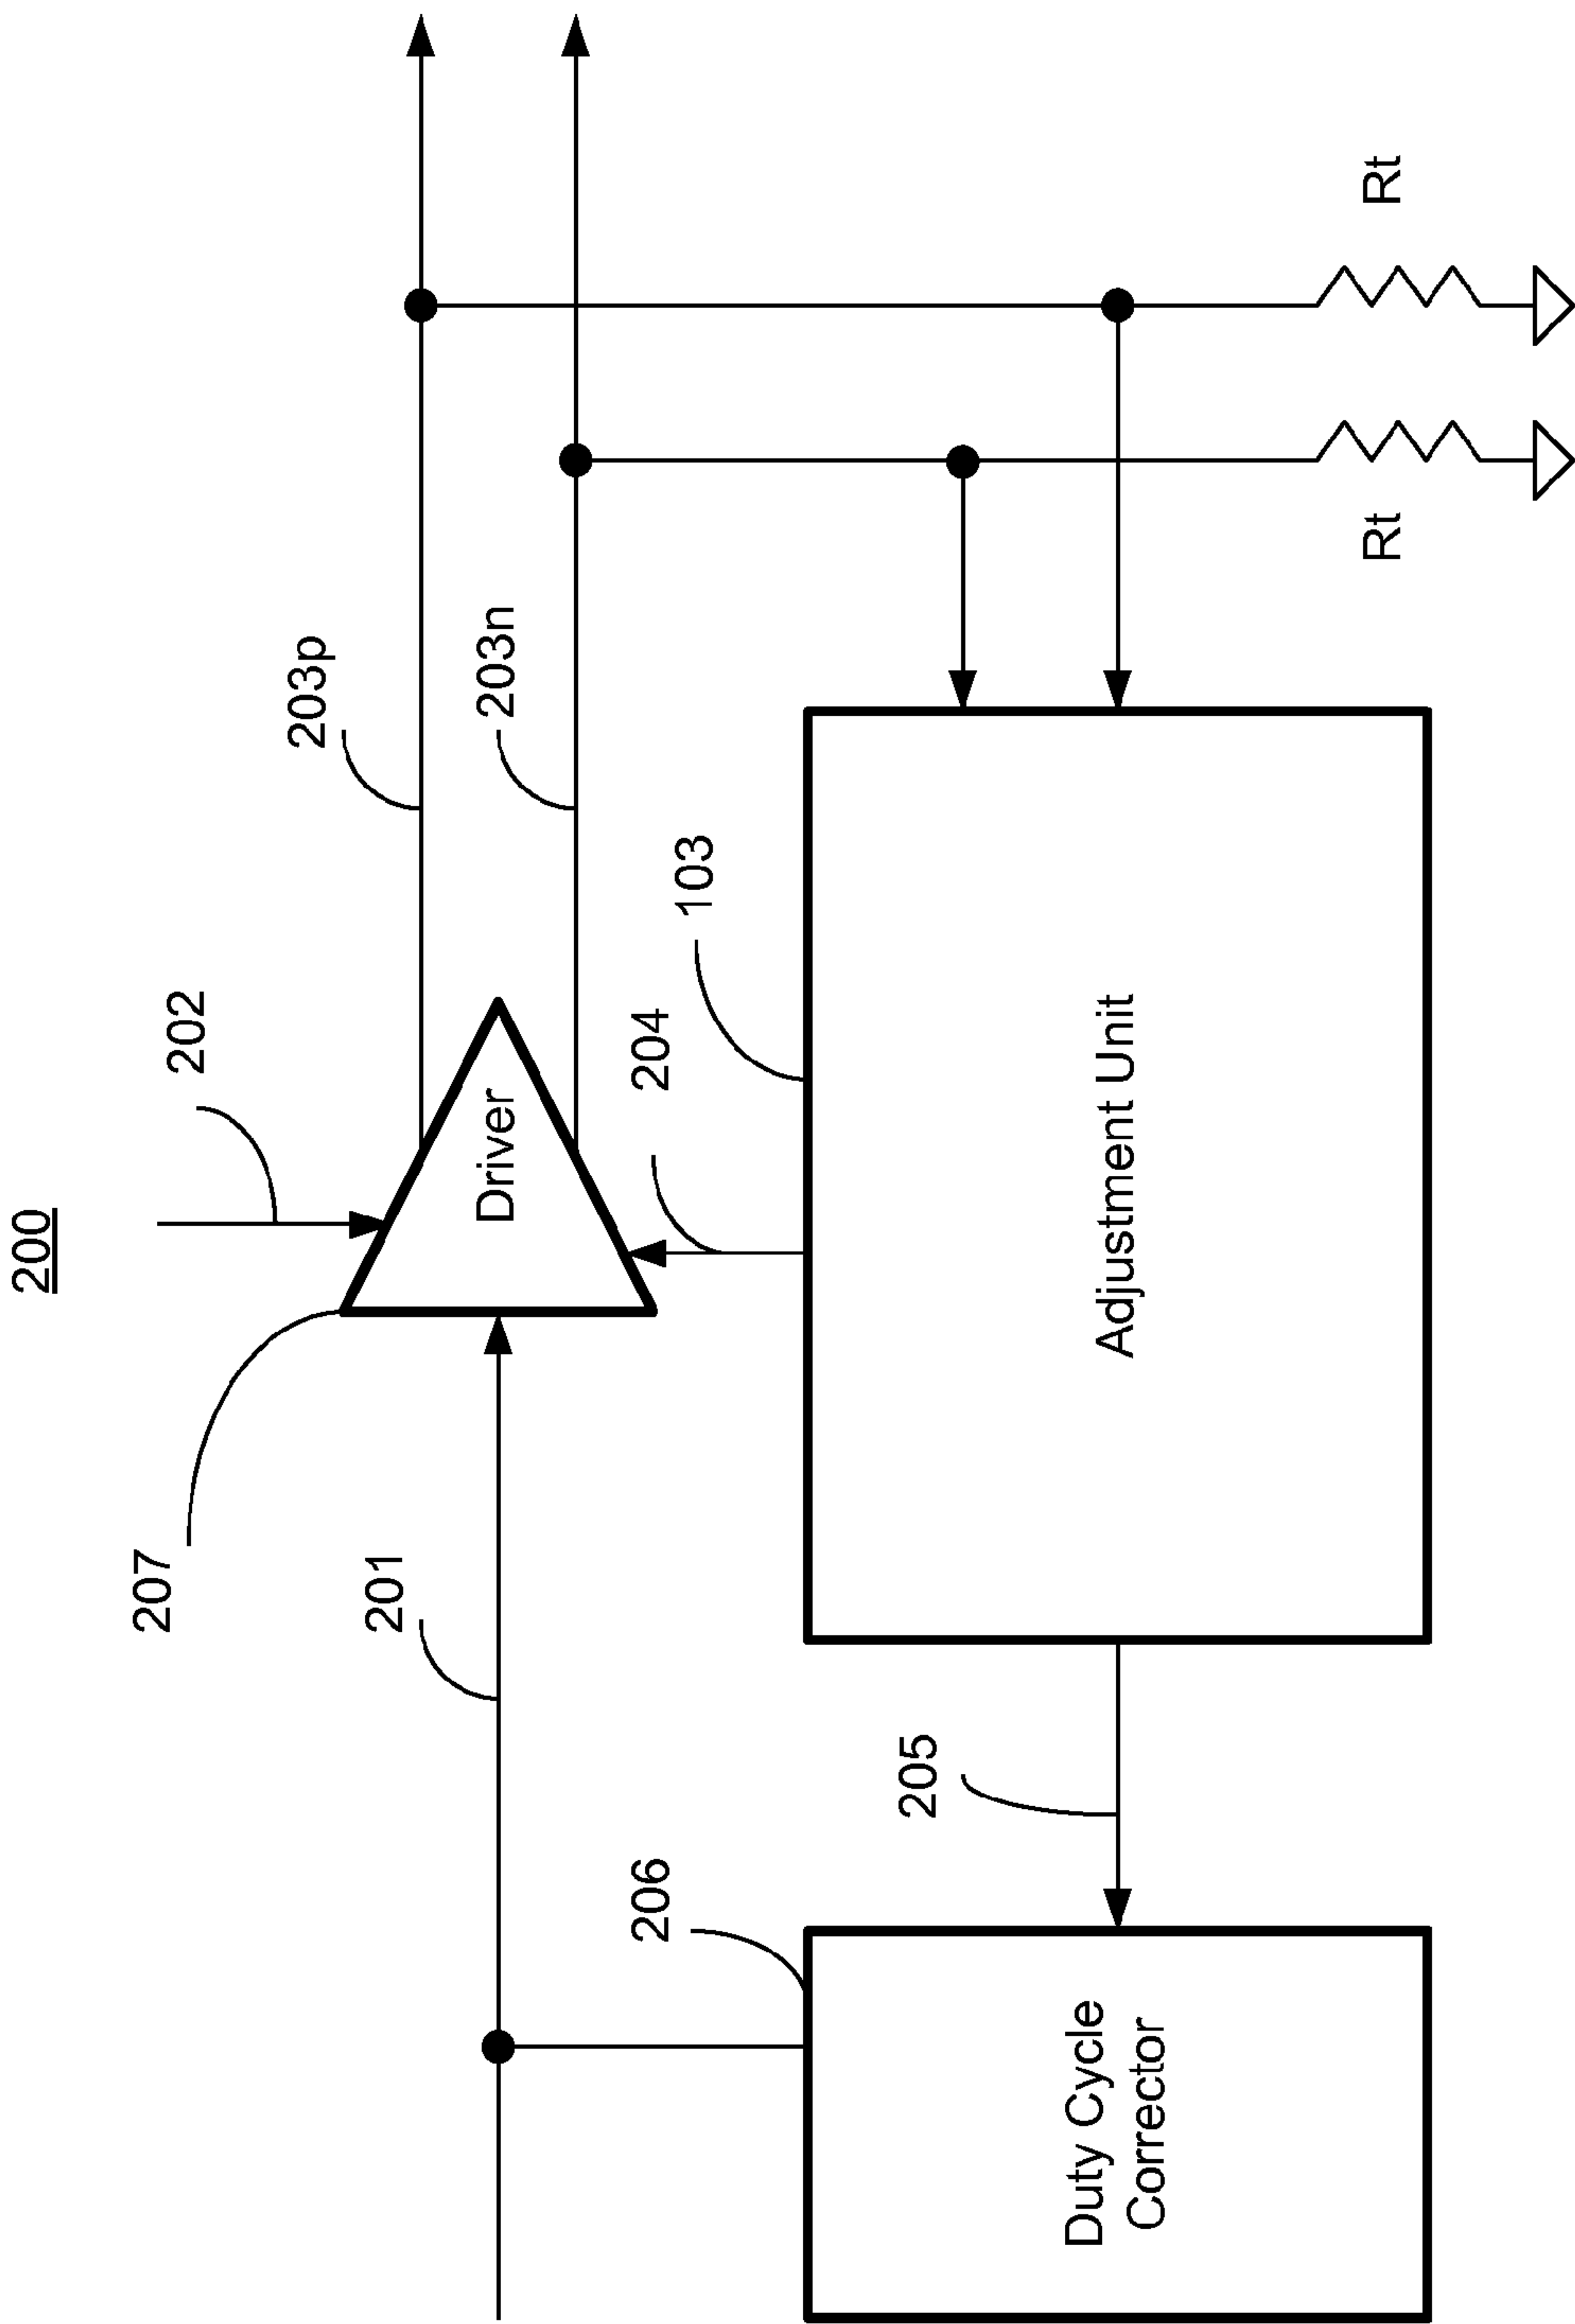 200
202
207
Driver
203p
201
203n
204
103
206
205
Adjustment Unit
Duty Cycle
Corrector
Rt
Rt